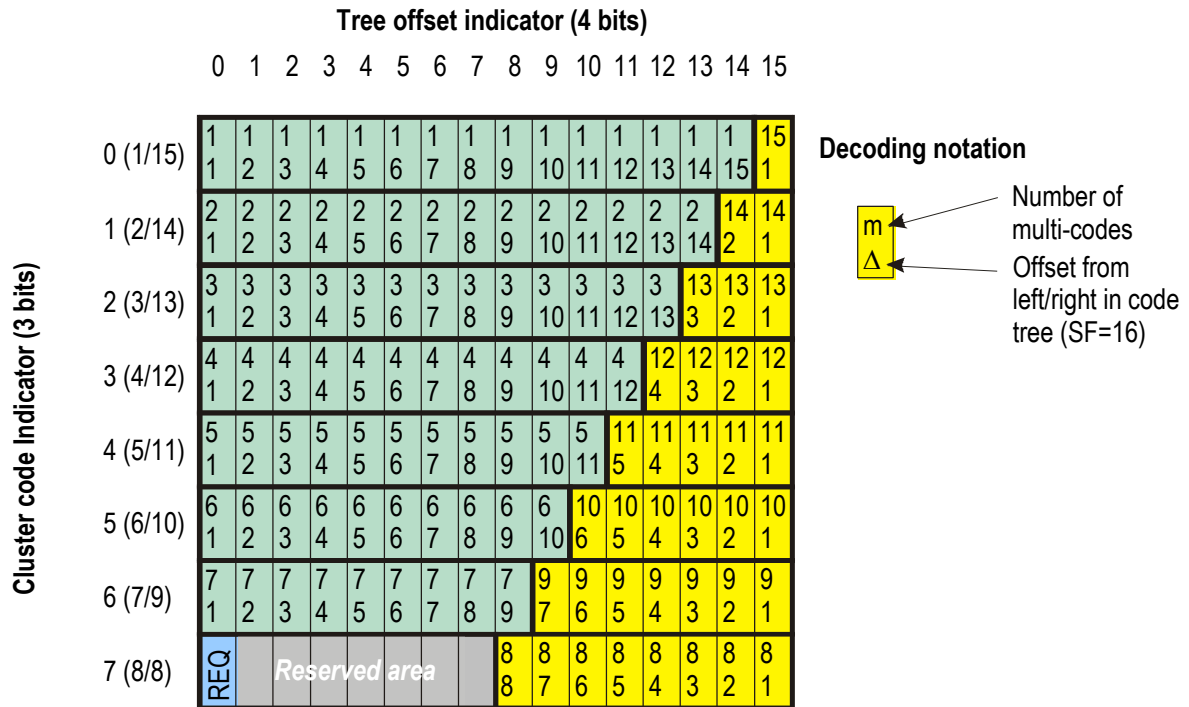 Tree offset indicator (4 bits)
0 1 2 3 4 5 6 7 8 9 10 11 12 13 14 15
Cluster code Indicator (3 bits)
0 (1/15)
1 1 1 1 1 1 1 1 1 1 1 1 1 1 1 15
1 2 3 4 5 6 7 8 9 10 11 12 13 14 15 1
1 (2/14)
2 2 2 2 2 2 2 2 2 2 2 2 2 2 14 14
1 2 3 4 5 6 7 8 9 10 11 12 13 14 2 1
2 (3/13)
3 3 3 3 3 3 3 3 3 3 3 3 3 13 13 13
1 2 3 4 5 6 7 8 9 10 11 12 13 3 2 1
3 (4/12)
4 4 4 4 4 4 4 4 4 4 4 4 12 12 12 12
1 2 3 4 5 6 7 8 9 10 11 12 4 3 2 1
4 (5/11)
5 5 5 5 5 5 5 5 5 5 5 11 11 11 11 11
1 2 3 4 5 6 7 8 9 10 11 5 4 3 2 1
5 (6/10)
6 6 6 6 6 6 6 6 6 6 10 10 10 10 10 10
1 2 3 4 5 6 7 8 9 10 6 5 4 3 2 1
6 (7/9)
7 7 7 7 7 7 7 7 7 9 9 9 9 9 9 9
1 2 3 4 5 6 7 8 9 7 6 5 4 3 2 1
7 (8/8)
REQ
Reserved area
8 8 8 8 8 8 8 8
8 7 6 5 4 3 2 1
Decoding notation
m
Δ
Number of
multi-codes
Offset from
left/right in code
tree (SF=16)